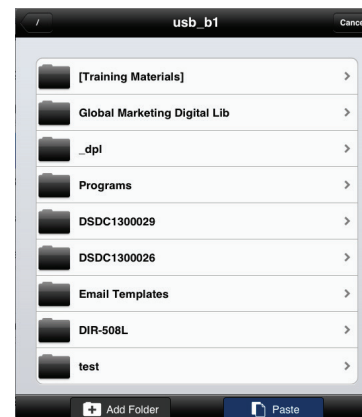 /
usb_b1
Cance
[Training Materials]
Global Marketing Digital Lib
_dpl
Programs
DSDC1300029
DSDC1300026
Email Templates
DIR-508L
test
Add Folder
Paste